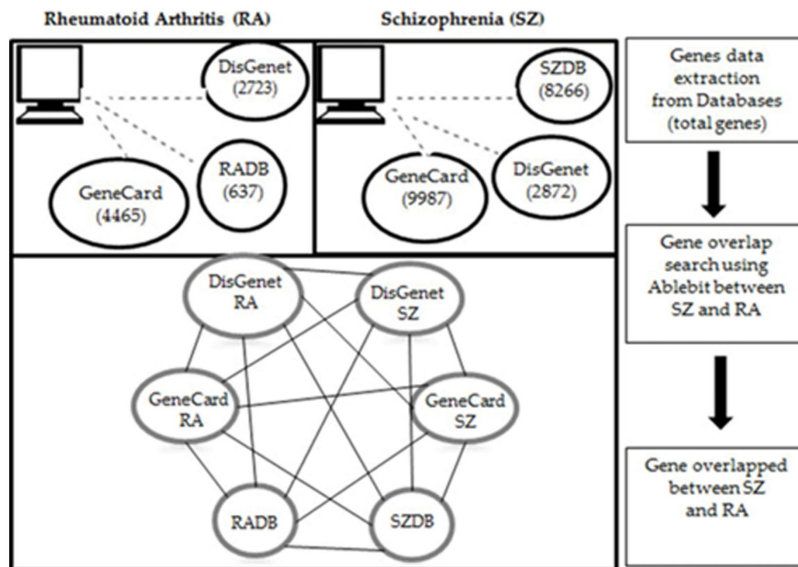 Rheumatoid Arthritis (RA)
Schizophrenia (SZ)
DisGenet
(2723)
RADB
(637)
GeneCard
(4465)
SZDB
(8266)
DisGenet
(2872)
GeneCard
(9987)
Genes data
extraction
from Databases
(total genes)
DisGenet
RA
DisGenet
SZ
GeneCard
RA
GeneCard
SZ
RADB
SZDB
Gene overlap
search using
Ablebit between
SZ and RA
Gene overlapped
between SZ
and RA